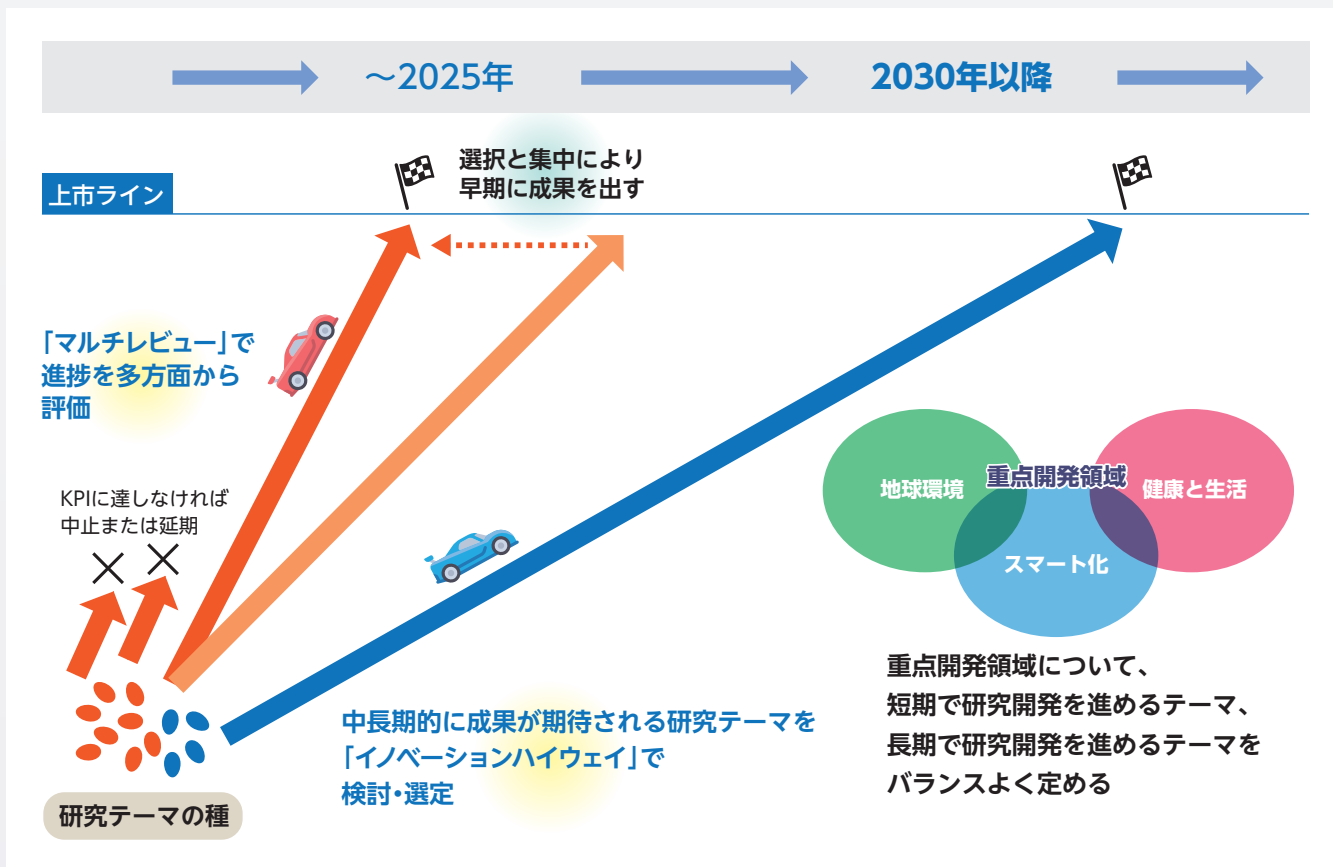 ～2025年
2030年以降
上市ライン
選択と集中により
早期に成果を出す
「マルチレビュー」で
進捗を多方面から
評価
KPIに達しなければ
中止または延期
地球環境
重点開発領域
健康と生活
スマート化
重点開発領域について、
短期で研究開発を進めるテーマ、
長期で研究開発を進めるテーマを
バランスよく定める
中長期的に成果が期待される研究テーマを
「イノベーションハイウェイ」で
検討・選定
研究テーマの種